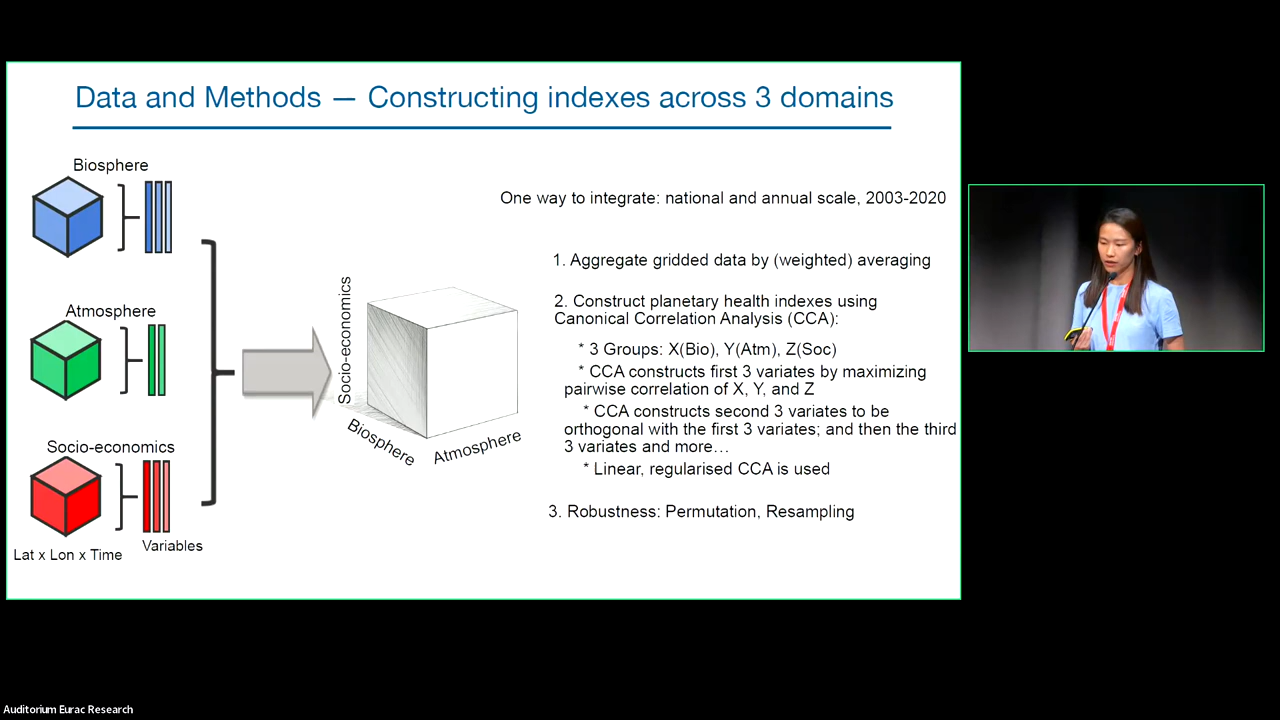 Data and Methods — Constructing indexes across 3 domains
Biosphere
Atmosphere
Socio-economics
Lat x Lon x Time
Variables
Socio-economics
Biosphere
Atmosphere
One way to integrate: national and annual scale, 2003-2020
1. Aggregate gridded data by (weighted) averaging
2. Construct planetary health indexes using
Canonical Correlation Analysis (CCA):
* 3 Groups: X(Bio), Y(Atm), Z(Soc)
* CCA constructs first 3 variates by maximizing
pairwise correlation of X, Y, and Z
* CCA constructs second 3 variates to be
orthogonal with the first 3 variates; and then the third
3 variates and more…
* Linear, regularised CCA is used
3. Robustness: Permutation, Resampling
Auditorium Eurac Research